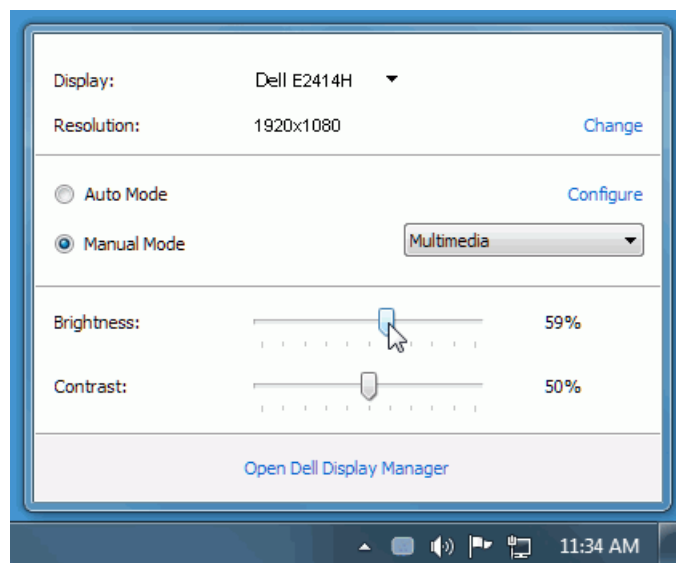 Display: Dell E2414H
Resolution: 1920x1080 Change
Auto Mode Configure
Manual Mode Multimedia
Brightness: 59%
Contrast: 50%
Open Dell Display Manager
11:34 AM